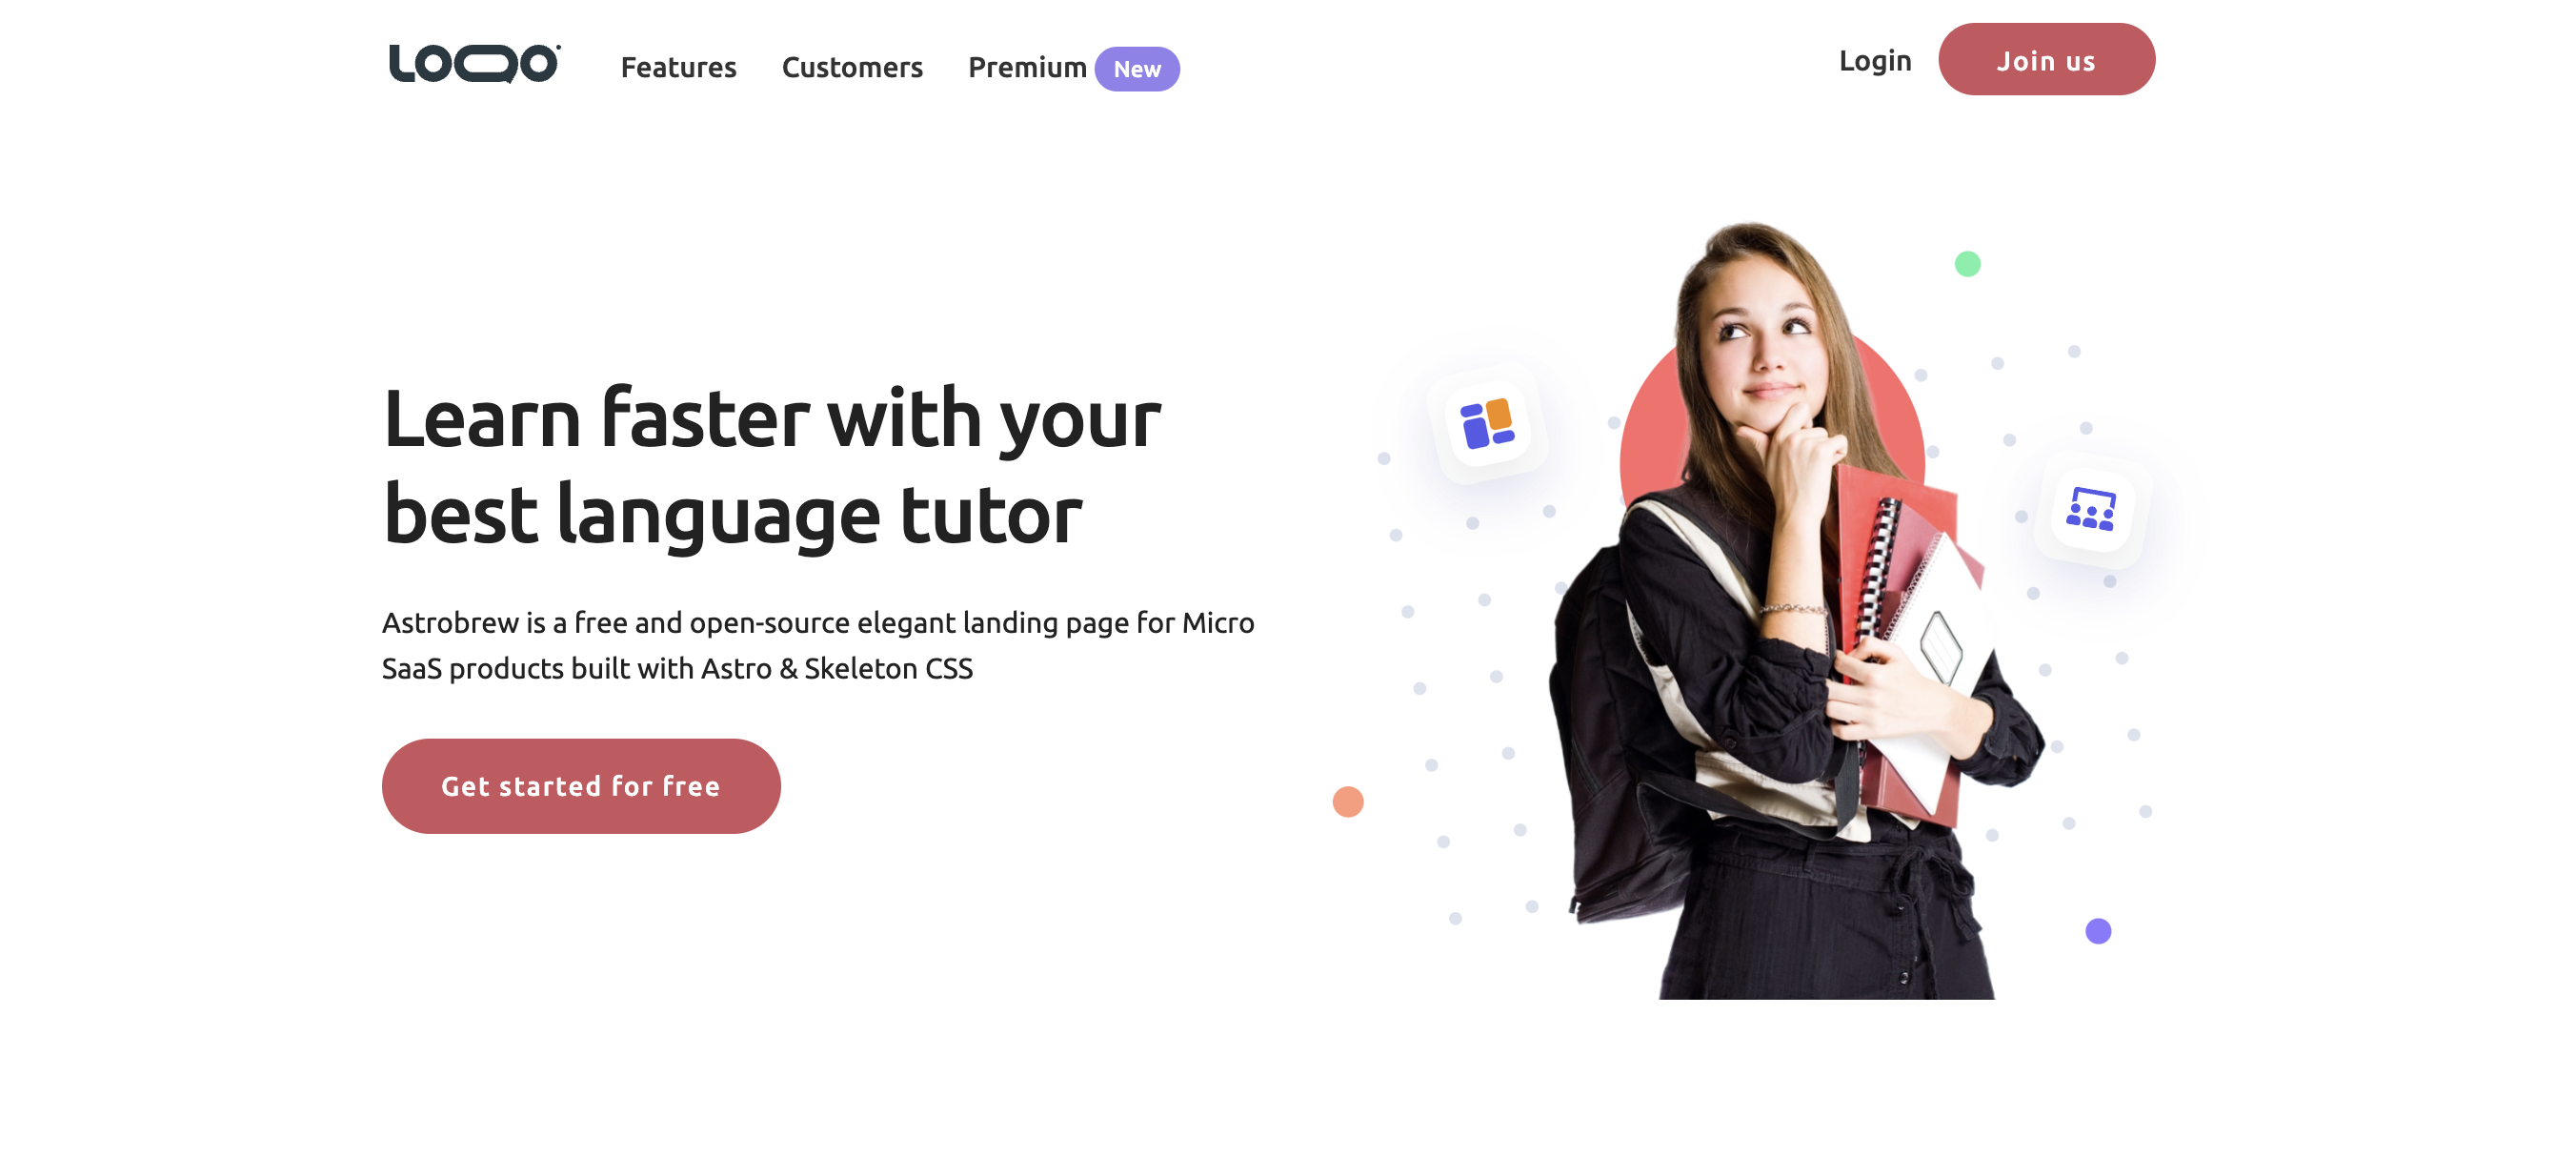 LOQO
Features Customers Premium New
Login Join us
Learn faster with your
best language tutor
Astrobrew is a free and open-source elegant landing page for Micro
SaaS products built with Astro & Skeleton CSS
Get started for free